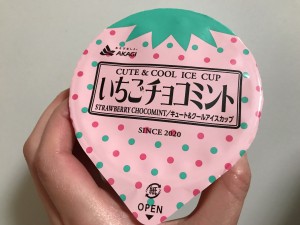 AKAGI
CUTE & COOL ICE CUP
いちごチョコミント
STRAWBERRY CHOCOMINT/キュート&クールアイスカップ
SINCE 2020
紙
OPEN